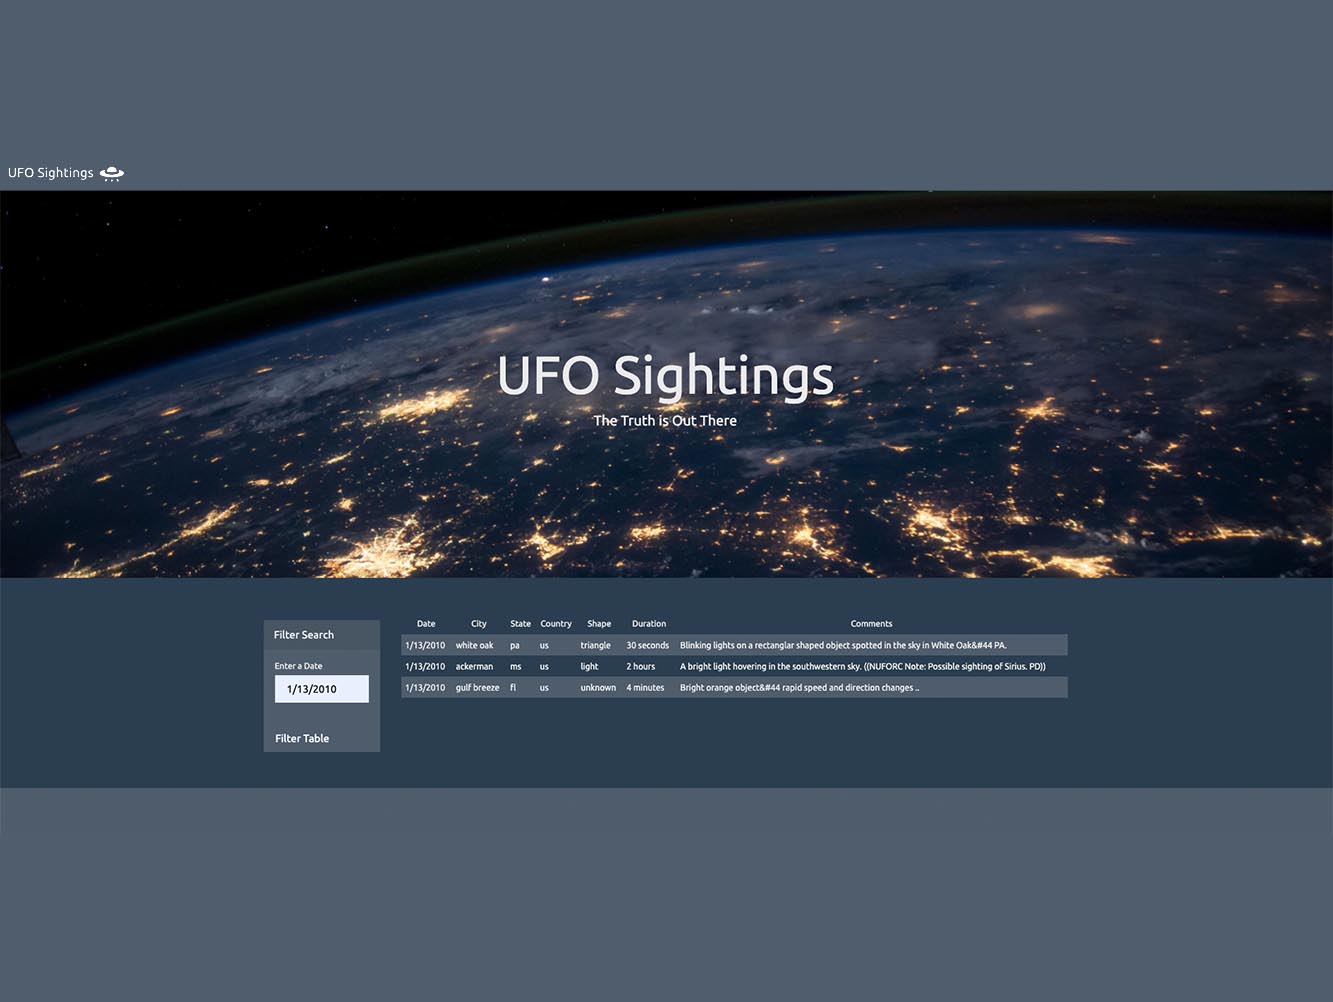 UFO Sightings
UFO Sightings
The Truth is Out There
Filter Search
Enter a Date
1/13/2010
Filter Table
Date City State Country Shape Duration Comments
1/13/2010 white oak pa us triangle 30 seconds Blinking lights on a rectanglar shaped object spotted in the sky in White Oak&#44 PA.
1/13/2010 ackerman ms us light 2 hours A bright light hovering in the southwestern sky. ((NUFORC Note: Possible sighting of Sirius. PD))
1/13/2010 gulf breeze fl us unknown 4 minutes Bright orange object&#44 rapid speed and direction changes ..